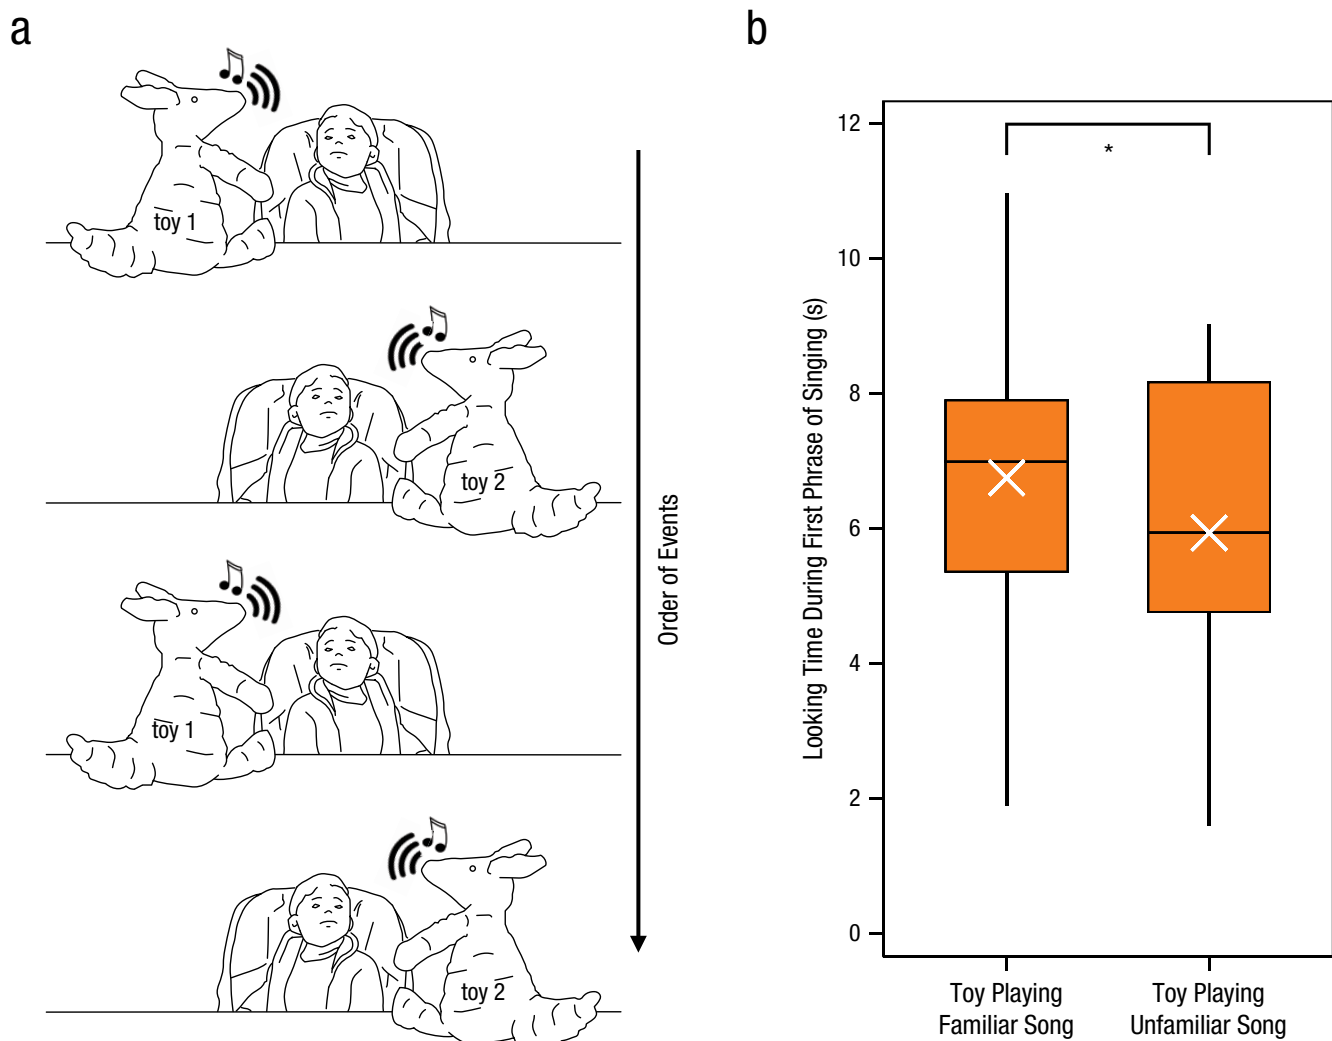 a
toy 1
toy 2
toy 1
toy 2
Order of Events
b
Looking Time During First Phrase of Singing (s)
12
10
8
6
4
2
0
*
Toy Playing
Familiar Song
Toy Playing
Unfamiliar Song